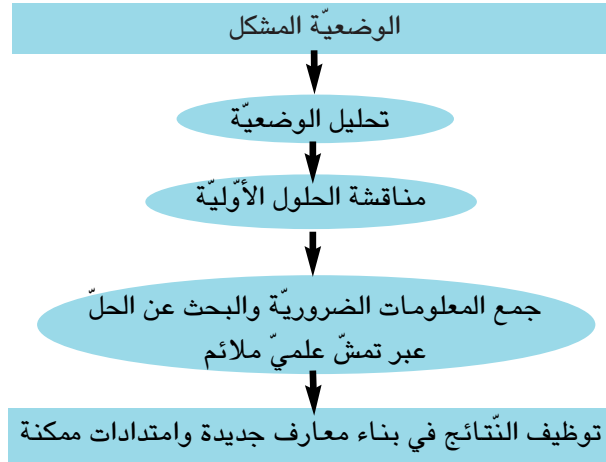 الوضعيّة المشكل
تحليل الوضعيّة
مناقشة الحلول الأوّليّة
جمع المعلومات الضروريّة والبحث عن الحلّ
عبر تمشّ علميّ ملائم
توظيف النّتائج في بناء معارف جديدة وامتدادات ممكنة